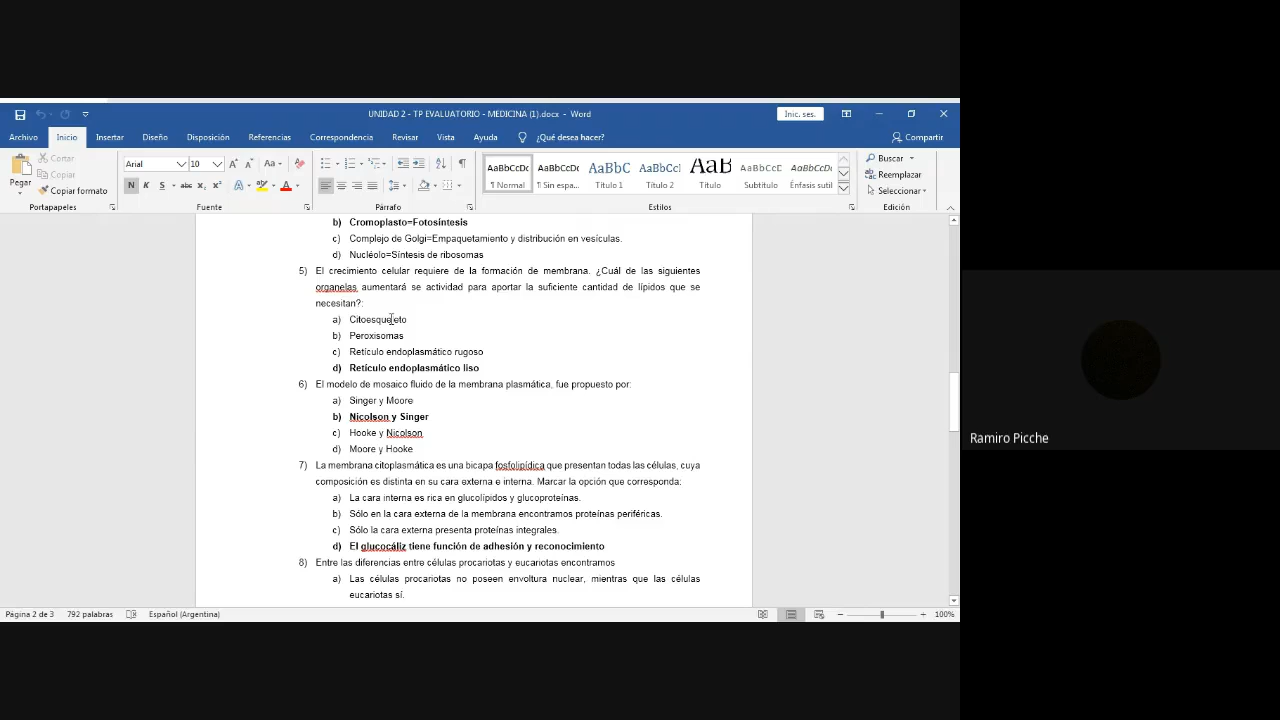 UNIDAD 2 - TP EVALUATORIO - MEDICINA (1).docx - Word
Inic. ses.
Archivo Inicio Insertar Diseño Disposición Referencias Correspondencia Revisar Vista Ayuda ¿Qué desea hacer? Compartir
Pegar
Cortar
Copiar
Copiar formato
Arial 10
Aa
N K S abc x₂ x² A A
AaBbCcDc AaBbCcDc AaBbC AaBbCcI AaB AaBbCcD AaBbCcDc
¶ Normal ¶ Sin espa... Título 1 Título 2 Título Subtítulo Énfasis sutil
Buscar
Reemplazar
Seleccionar
Portapapeles Fuente Párrafo Estilos Edición
b) Cromoplasto=Fotosíntesis
c) Complejo de Golgi=Empaquetamiento y distribución en vesículas.
d) Nucléolo=Síntesis de ribosomas
5) El crecimiento celular requiere de la formación de membrana. ¿Cuál de las siguientes
organelas aumentará se actividad para aportar la suficiente cantidad de lípidos que se
necesitan?:
a) Citoesqueleto
b) Peroxisomas
c) Retículo endoplasmático rugoso
d) Retículo endoplasmático liso
6) El modelo de mosaico fluido de la membrana plasmática, fue propuesto por:
a) Singer y Moore
b) Nicolson y Singer
c) Hooke y Nicolson
d) Moore y Hooke
7) La membrana citoplasmática es una bicapa fosfolipídica que presentan todas las células, cuya
composición es distinta en su cara externa e interna. Marcar la opción que corresponda:
a) La cara interna es rica en glucolípidos y glucoproteínas.
b) Sólo en la cara externa de la membrana encontramos proteínas periféricas.
c) Sólo la cara externa presenta proteínas integrales.
d) El glucocáliz tiene función de adhesión y reconocimiento
8) Entre las diferencias entre células procariotas y eucariotas encontramos
a) Las células procariotas no poseen envoltura nuclear, mientras que las células
eucariotas sí.
Página 2 de 3 792 palabras Español (Argentina) 100%
Ramiro Picche